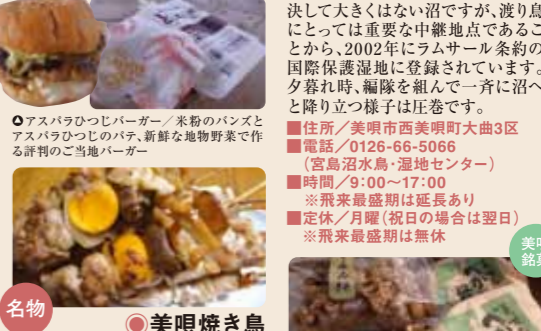 ♎アスパラひつじバーガー／米粉のバンズと
アスパラひつじのパテ、新鮮な地物野菜で作
る評判のご当地バーガー
名物
◉美唄焼き鳥
決して大きくはない沼ですが、渡り鳥
にとっては重要な中継地点であるこ
とから、2002年にラムサール条約の
国際保護湿地に登録されています。
夕暮れ時、編隊を組んで一斉に沼へ
と降り立つ様子は圧巻です。
■住所／美唄市西美唄町大曲3区
■電話／0126-66-5066
（宮島沼水鳥・湿地センター）
■時間／9:00〜17:00
※飛来最盛期は延長あり
■定休／月曜（祝日の場合は翌日）
※飛来最盛期は無休
美唄
銘菓